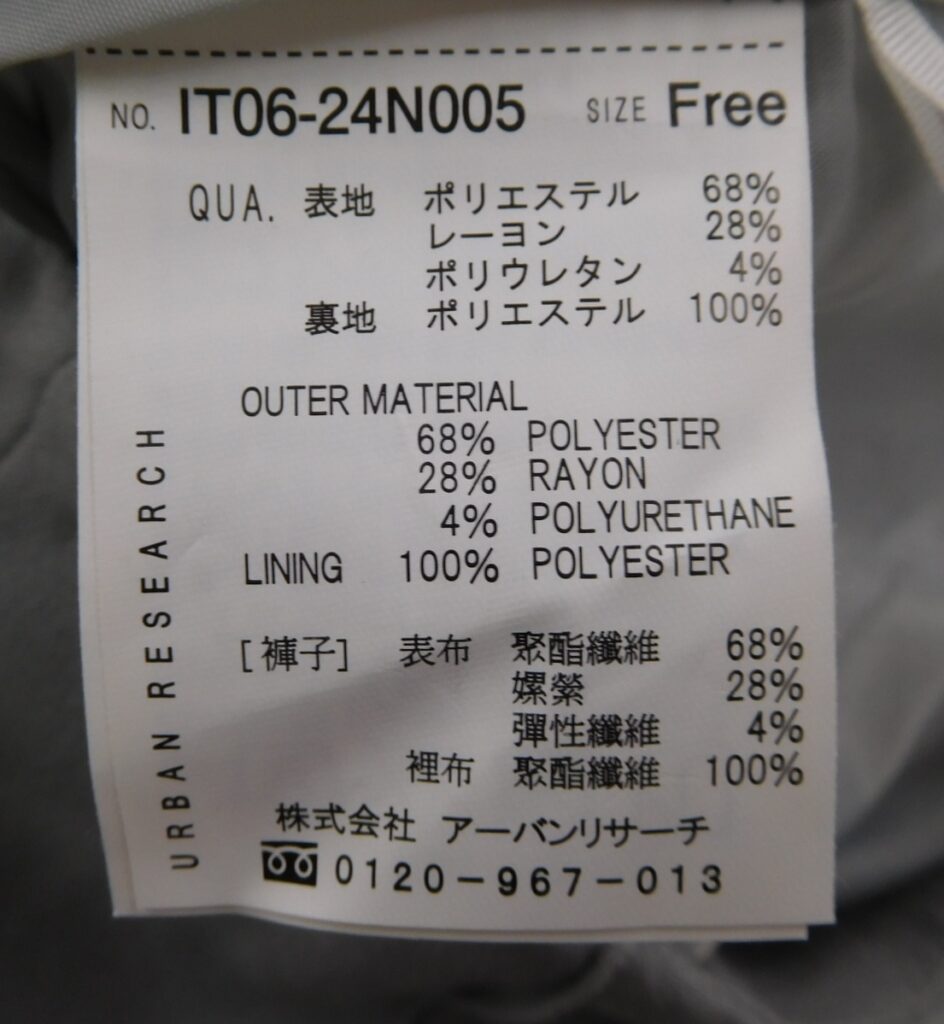 NO. IT06-24N005 SIZE Free
QUA. 表地 ポリエステル 68%
レーヨン 28%
ポリウレタン 4%
裏地 ポリエステル 100%
OUTER MATERIAL
68% POLYESTER
28% RAYON
4% POLYURETHANE
LINING 100% POLYESTER
[褲子] 表布 聚酯纖維 68%
嫘縈 28%
彈性纖維 4%
裡布 聚酯纖維 100%
株式会社 アーバンリサーチ
0120-967-013
URBAN RESEARCH